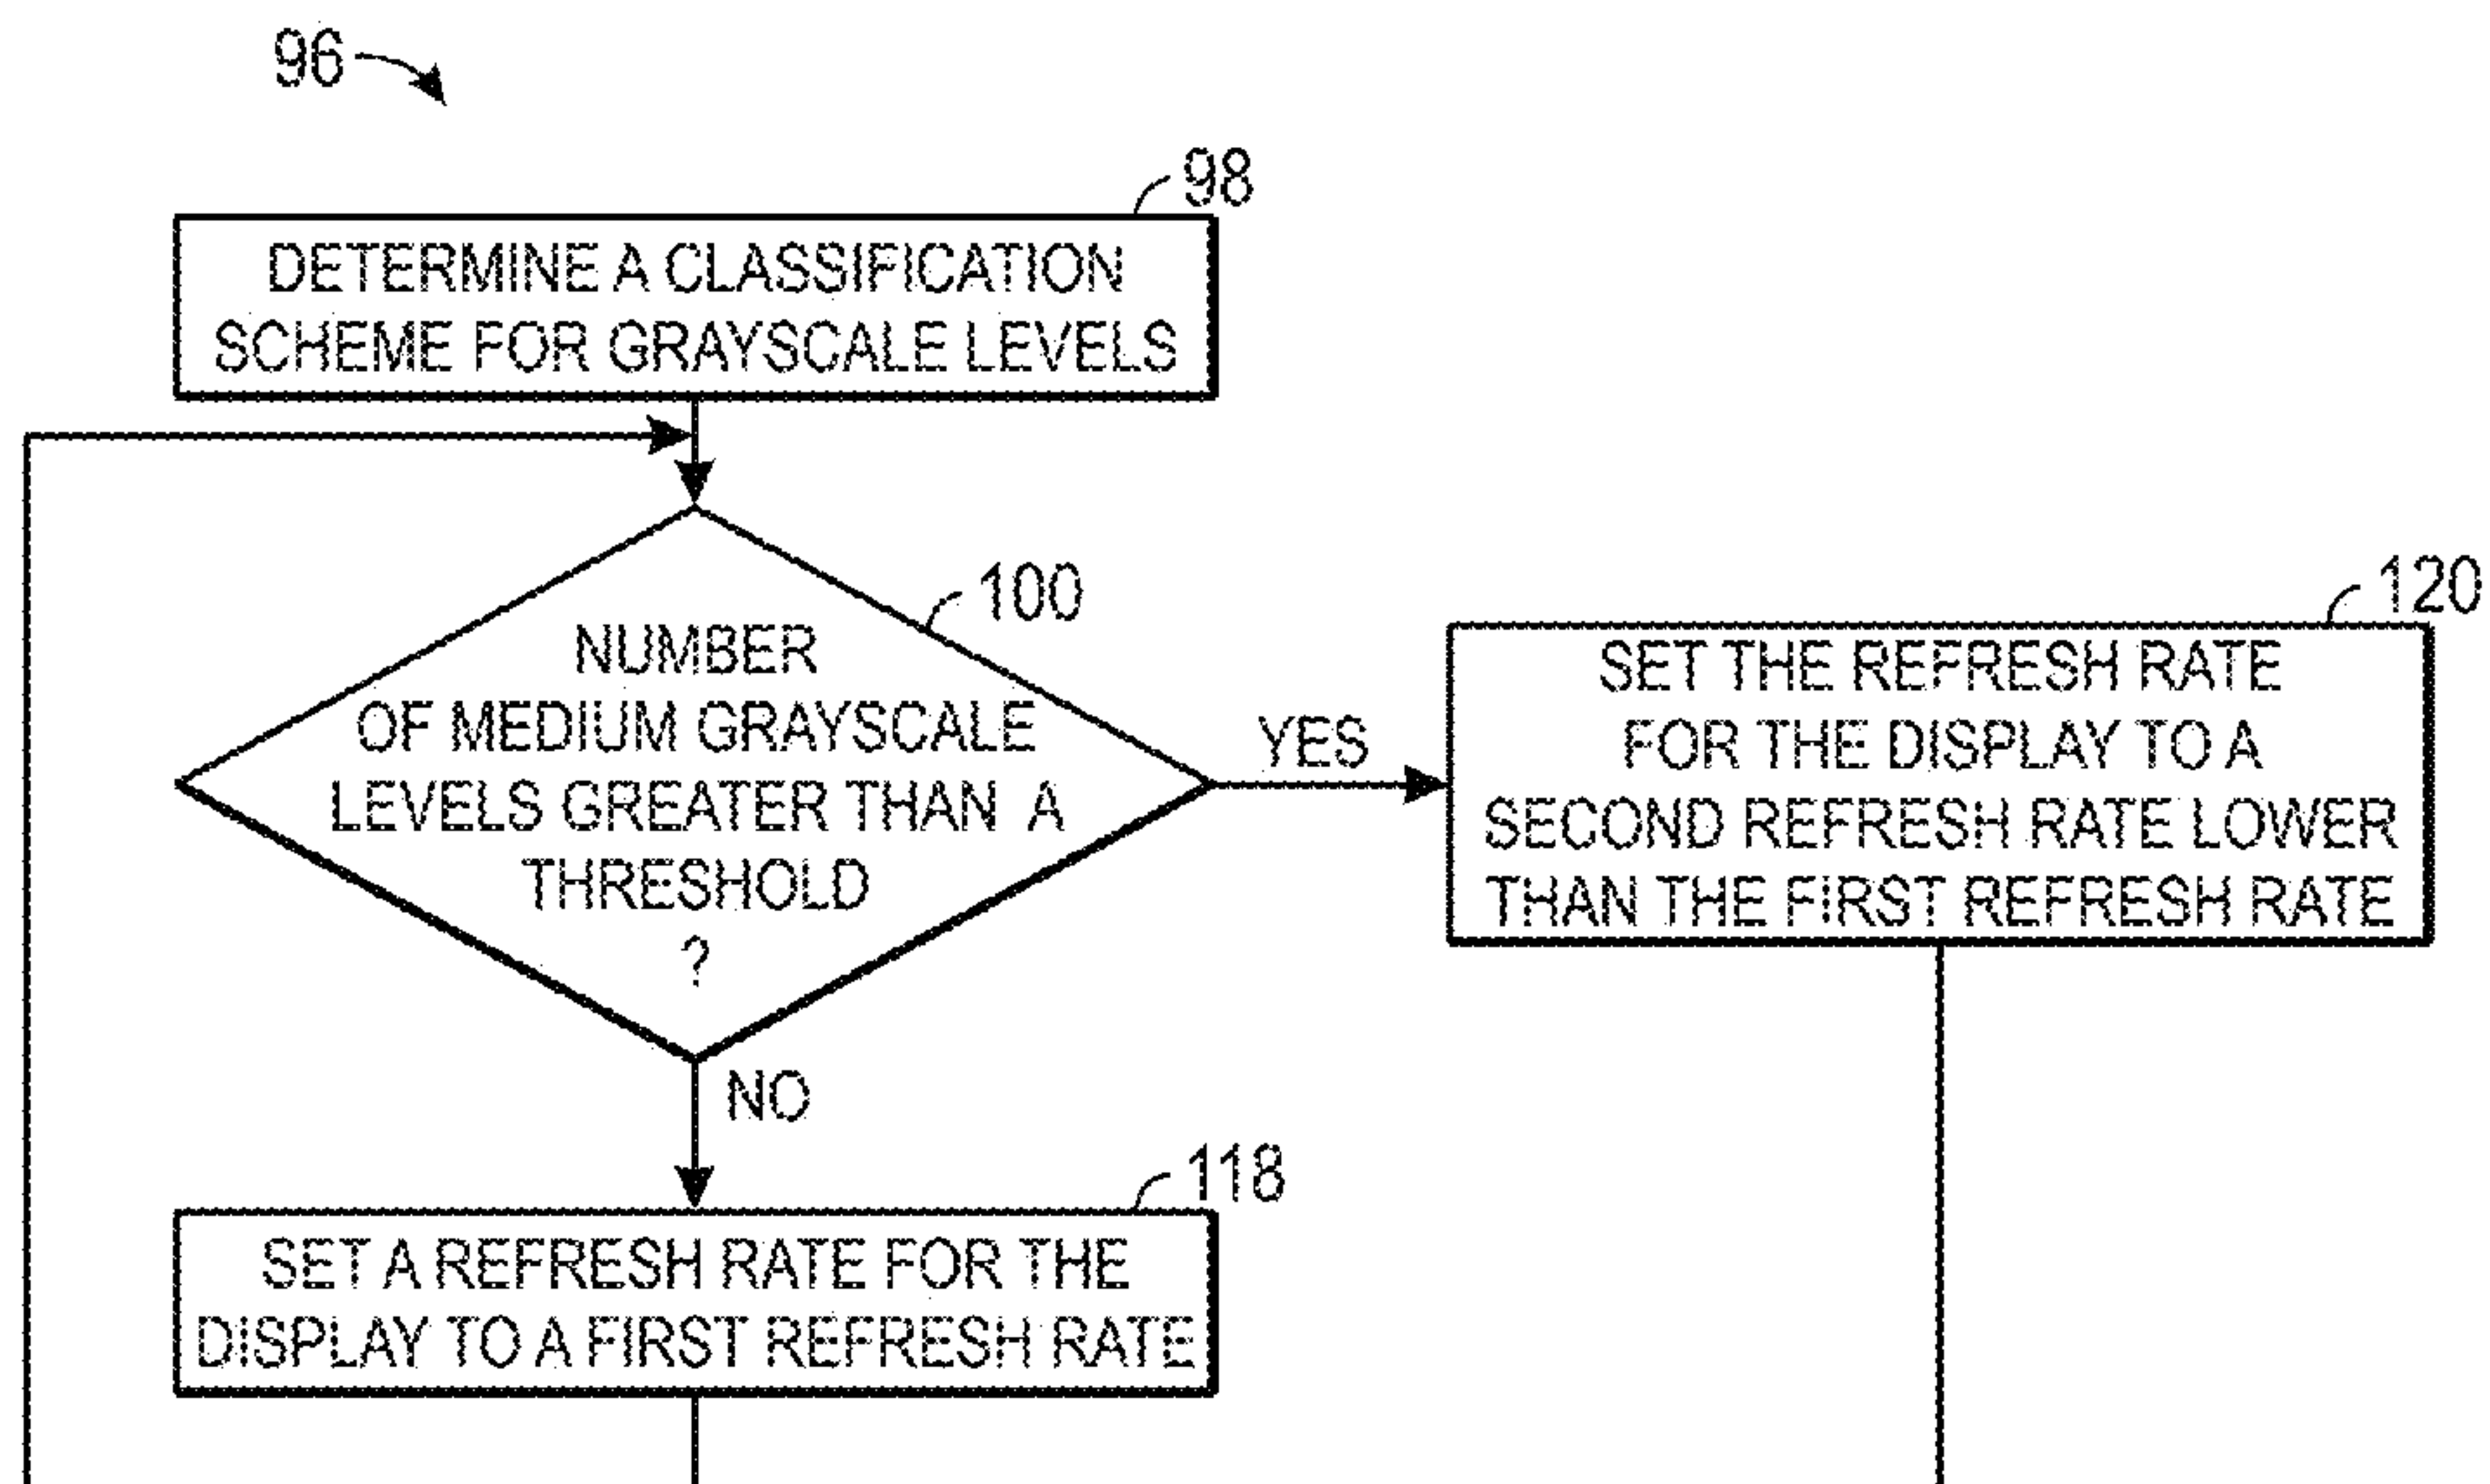 96
98
DETERMINE A CLASSIFICATION
SCHEME FOR GRAYSCALE LEVELS
100
NUMBER
OF MEDIUM GRAYSCALE
LEVELS GREATER THAN A
THRESHOLD
?
YES
120
SET THE REFRESH RATE
FOR THE DISPLAY TO A
SECOND REFRESH RATE LOWER
THAN THE FIRST REFRESH RATE
NO
118
SET A REFRESH RATE FOR THE
DISPLAY TO A FIRST REFRESH RATE